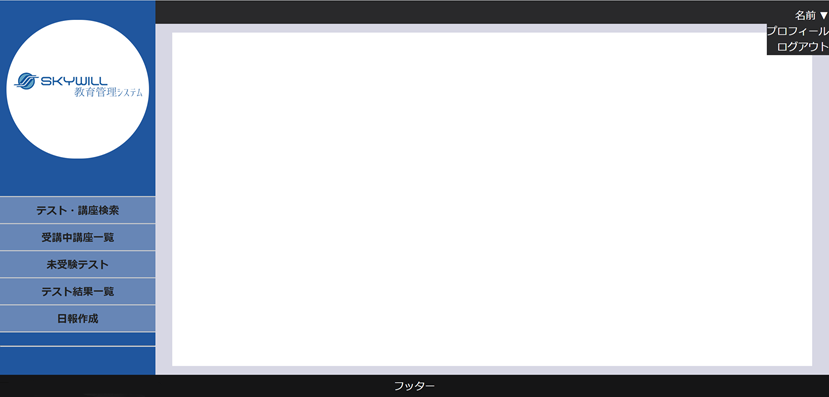 SKYWILL
教育管理システム
名前 ▼
プロフィール
ログアウト
テスト・講座検索
受講中講座一覧
未受験テスト
テスト結果一覧
日報作成
フッター